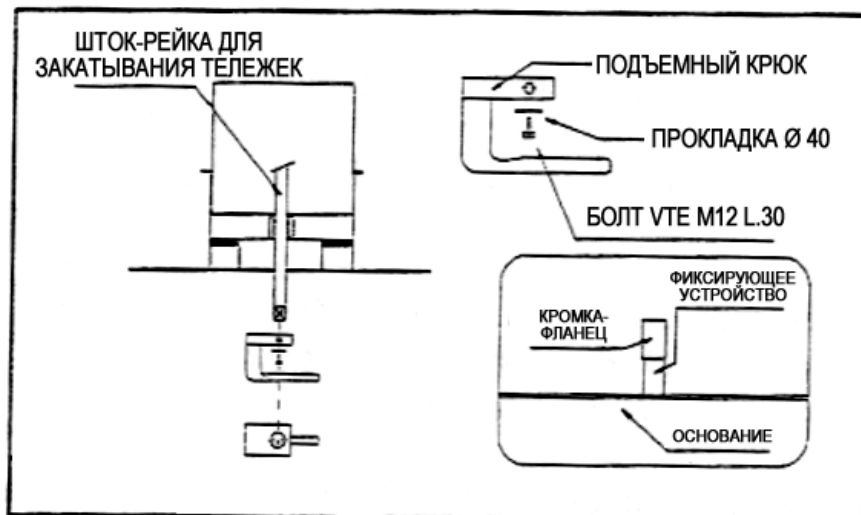 ШТОК-РЕЙКА ДЛЯ
ЗАКАТЫВАНИЯ ТЕЛЕЖЕК
ПОДЪЕМНЫЙ КРЮК
ПРОКЛАДКА Ø 40
БОЛТ VTE M12 L.30
ФИКСИРУЮЩЕЕ
УСТРОЙСТВО
КРОМКА-
ФЛАНЕЦ
ОСНОВАНИЕ